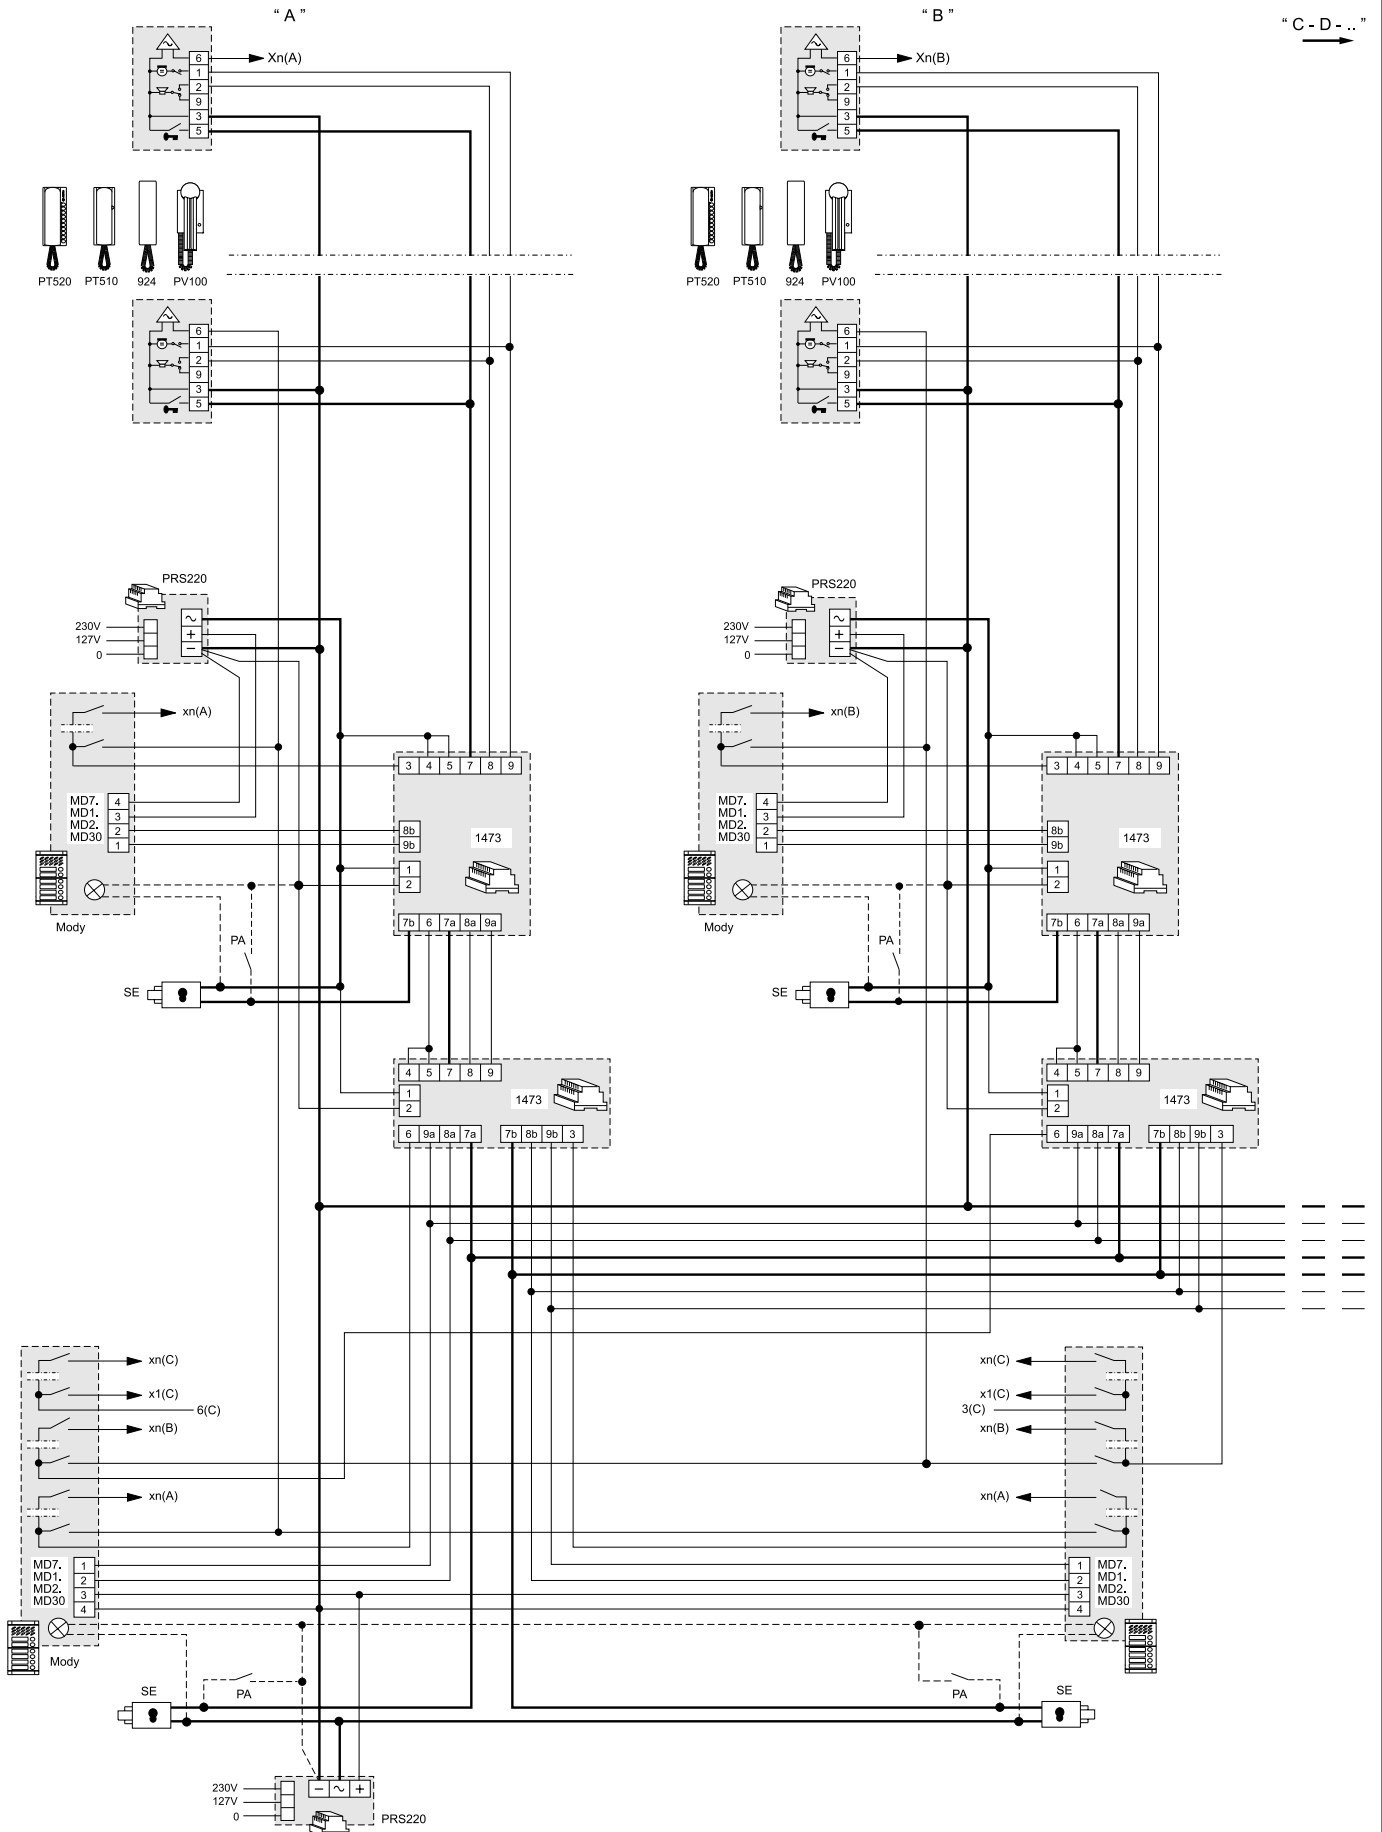 “ A ”
“ B ”
“ C - D - .. ”
6 Xn(A)
1
2
9
3
5
6 Xn(B)
1
2
9
3
5
PT520 PT510 924 PV100
PT520 PT510 924 PV100
6
1
2
9
3
5
6
1
2
9
3
5
PRS220
230V
127V
0
~
+
−
PRS220
230V
127V
0
~
+
−
xn(A)
3 4 5 7 8 9
MD7. 4
MD1. 3
MD2. 2
MD30 1
8b
9b
1473
1
2
7b 6 7a 8a 9a
Mody
PA
SE
xn(B)
3 4 5 7 8 9
MD7. 4
MD1. 3
MD2. 2
MD30 1
8b
9b
1473
1
2
7b 6 7a 8a 9a
Mody
PA
SE
4 5 7 8 9
1
2
1473
6 9a 8a 7a 7b 8b 9b 3
4 5 7 8 9
1
2
1473
6 9a 8a 7a 7b 8b 9b 3
xn(C)
x1(C)
6(C)
xn(B)
xn(A)
MD7. 1
MD1. 2
MD2. 3
MD30 4
Mody
xn(C)
x1(C)
3(C)
xn(B)
xn(A)
1 MD7.
2 MD1.
3 MD2.
4 MD30
SE
PA
PA
SE
230V
127V
0
− ~ +
PRS220